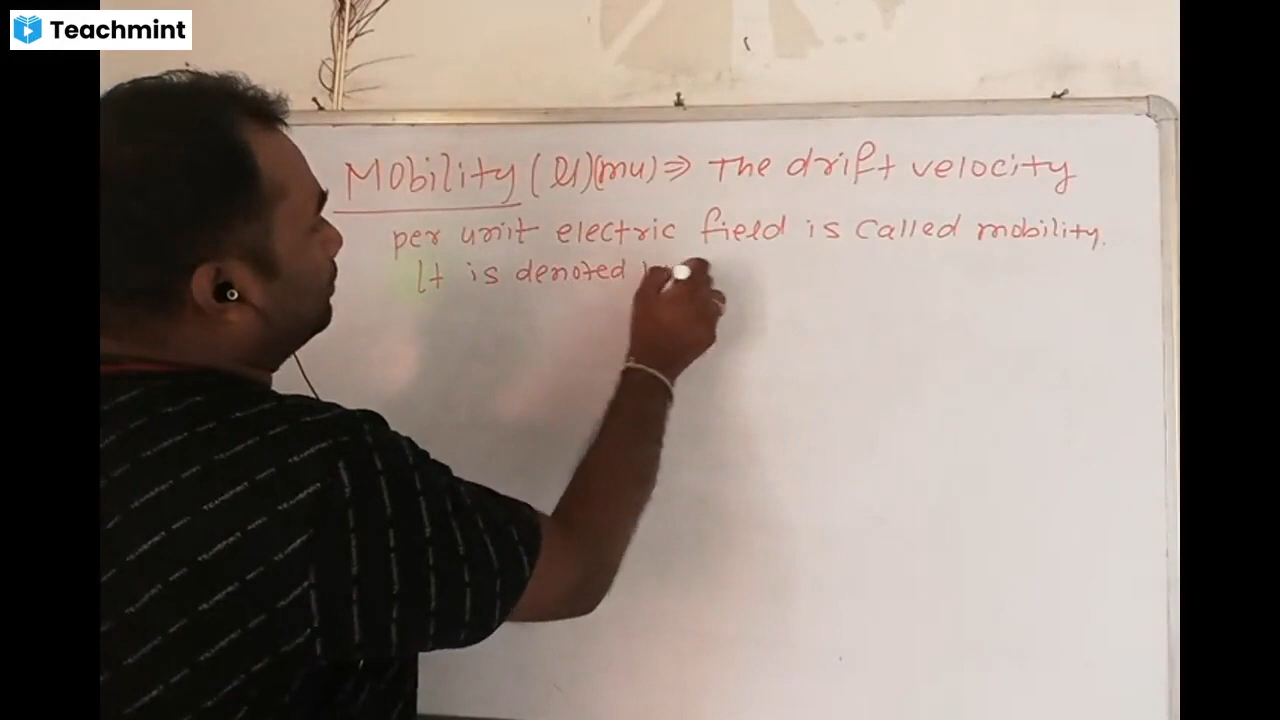 Teachmint
Mobility (μ)(mu) ⇒ The drift velocity
per unit electric field is called mobility.
It is denoted